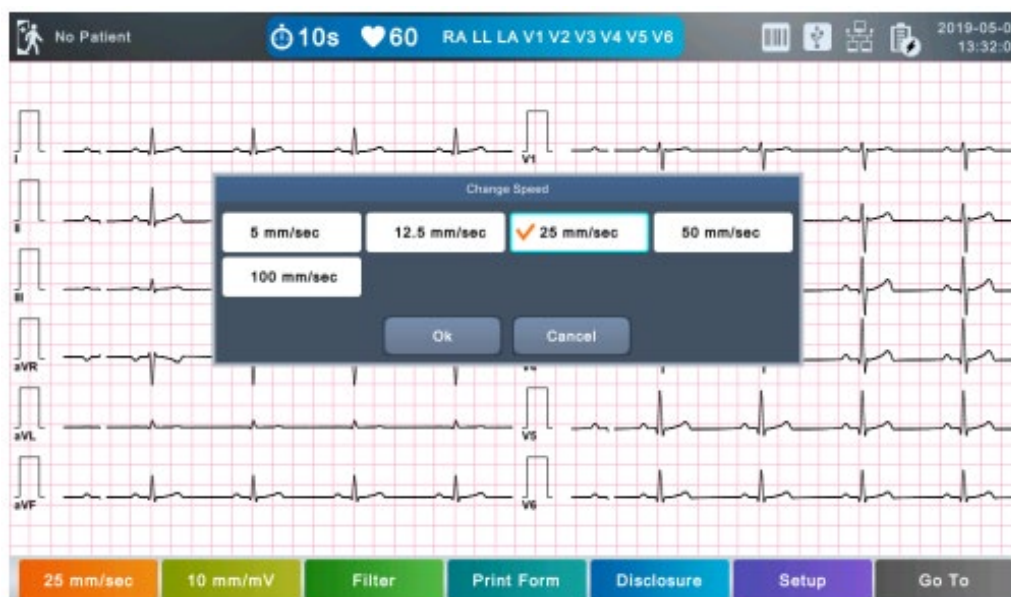 No Patient 10s 60 RA LL LA V1 V2 V3 V4 V5 V6 2019-05-0
13:32:0
I V1
Change Speed
II
5 mm/sec 12.5 mm/sec 25 mm/sec 50 mm/sec
100 mm/sec
III
Ok Cancel
aVR
aVL V5
aVF V6
25 mm/sec 10 mm/mV Filter Print Form Disclosure Setup Go To